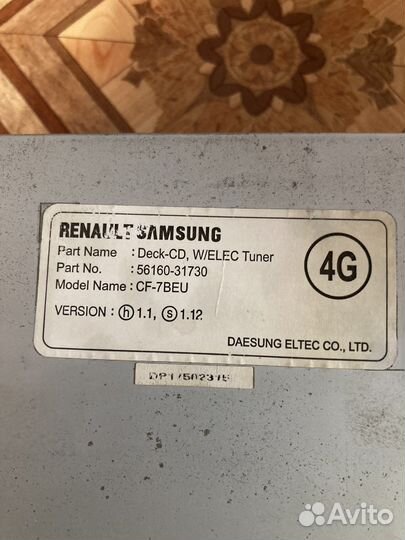 RENAULT SAMSUNG
Part Name : Deck-CD, W/ELEC Tuner
Part No. : 56160-31730
Model Name : CF-7BEU
4G
VERSION : ⓗ 1.1, ⓢ 1.12
DAESUNG ELTEC CO., LTD.
Avito